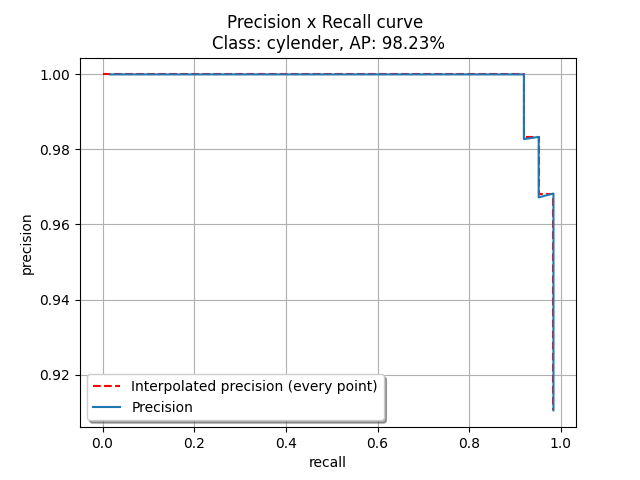 Precision x Recall curve
Class: cylender, AP: 98.23%
1.00
0.98
0.96
0.94
0.92
precision
Interpolated precision (every point)
Precision
0.0 0.2 0.4 0.6 0.8 1.0
recall